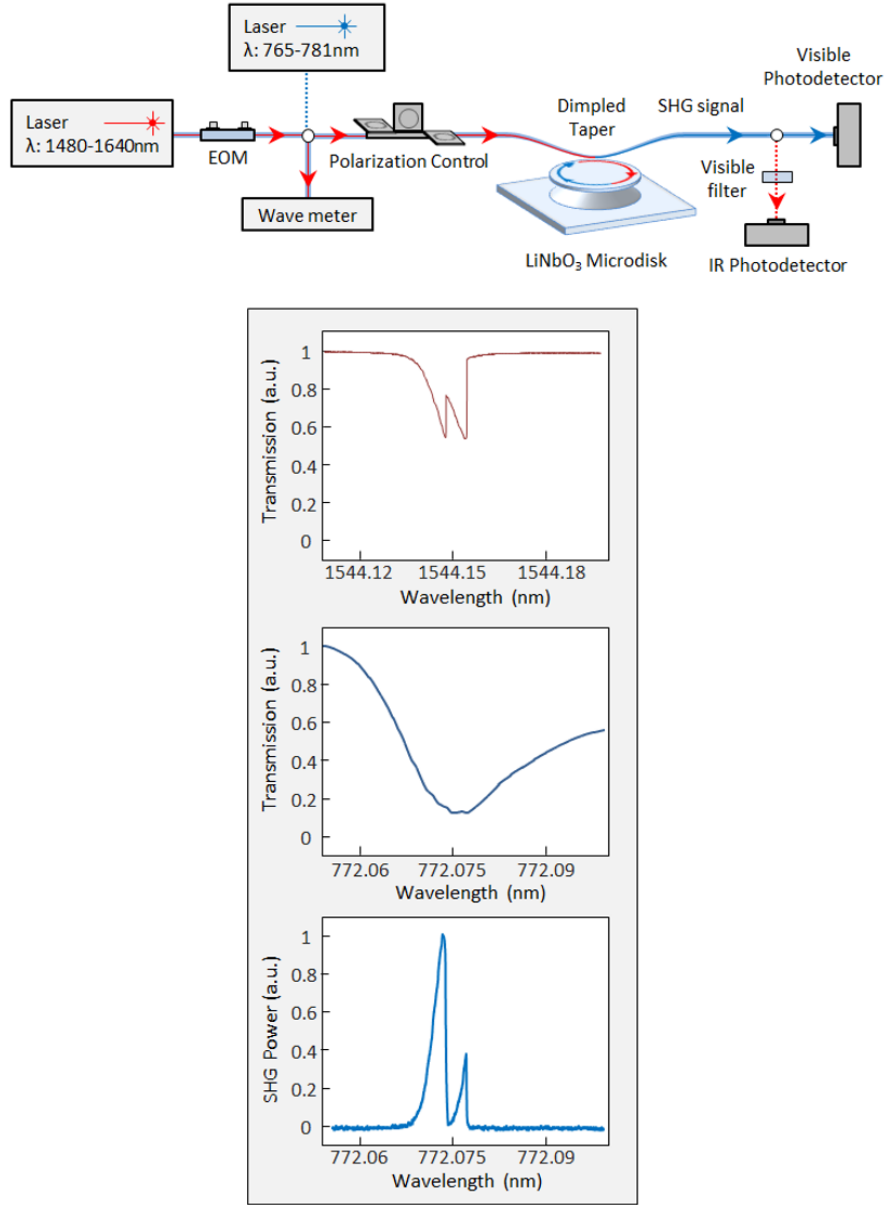 Laser
λ: 765-781nm
Visible
Photodetector
Laser
λ: 1480-1640nm
Dimpled
Taper
SHG signal
EOM
Polarization Control
Visible
filter
Wave meter
LiNbO₃ Microdisk
IR Photodetector
Transmission (a.u.)
1
0.8
0.6
0.4
0.2
0
1544.12
1544.15
1544.18
Wavelength (nm)
Transmission (a.u.)
1
0.8
0.6
0.4
0.2
0
772.06
772.075
772.09
Wavelength (nm)
SHG Power (a.u.)
1
0.8
0.6
0.4
0.2
0
772.06
772.075
772.09
Wavelength (nm)